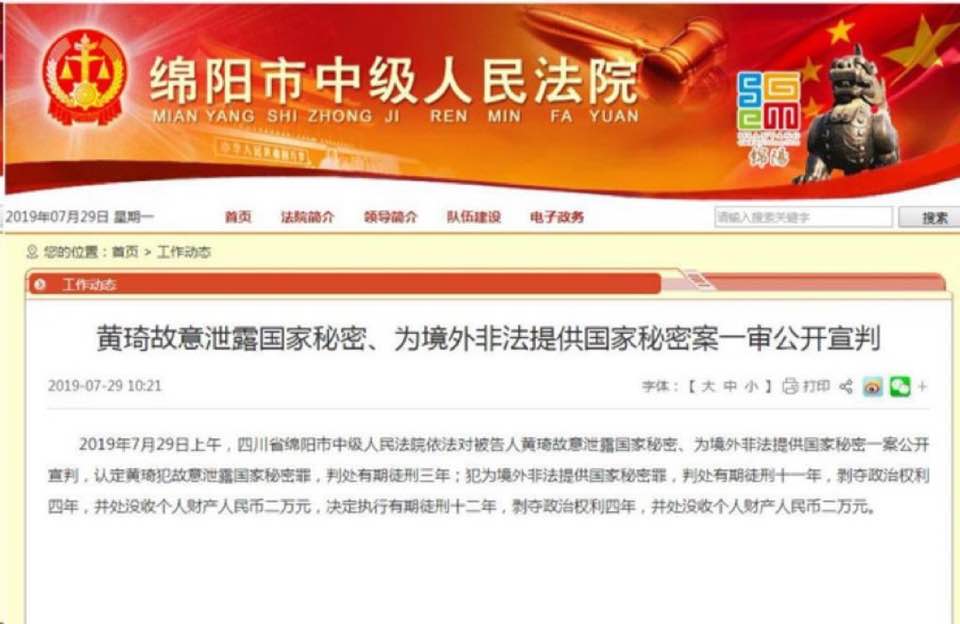 绵阳市中级人民法院
MIAN YANG SHI ZHONG JI REN MIN FA YUAN
绵阳
2019年07月29日 星期一 首页 法院简介 领导简介 队伍建设 电子政务 请输入搜索关键字 搜索
您的位置：首页 > 工作动态
工作动态
黄琦故意泄露国家秘密、为境外非法提供国家秘密案一审公开宣判
2019-07-29 10:21 字体：【 大 中 小 】 打印
2019年7月29日上午，四川省绵阳市中级人民法院依法对被告人黄琦故意泄露国家秘密、为境外非法提供国家秘密一案公开
宣判，认定黄琦犯故意泄露国家秘密罪，判处有期徒刑三年；犯为境外非法提供国家秘密罪，判处有期徒刑十一年，剥夺政治权利
四年，并处没收个人财产人民币二万元，决定执行有期徒刑十二年，剥夺政治权利四年，并处没收个人财产人民币二万元。